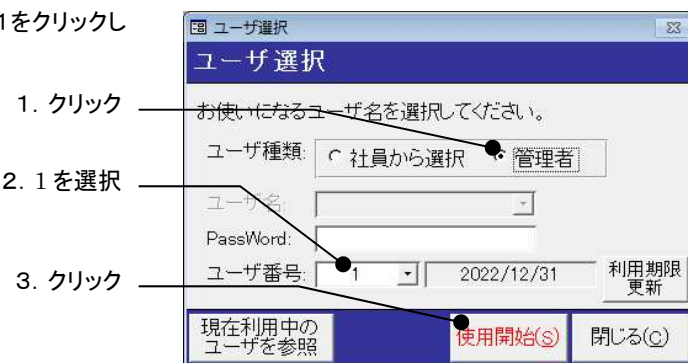 1をクリックし
ユーザ選択
ユーザ選択
1. クリック
お使いになるユーザ名を選択してください。
ユーザ種類: 社員から選択 管理者
2. 1を選択
ユーザ名:
PassWord:
3. クリック
ユーザ番号: 1 2022/12/31 利用期限
更新
現在利用中の
ユーザを参照
使用開始(S) 閉じる(C)